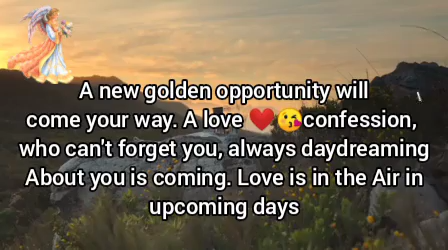 A new golden opportunity will
come your way. A love ❤️😘confession,
who can't forget you, always daydreaming
About you is coming. Love is in the Air in
upcoming days